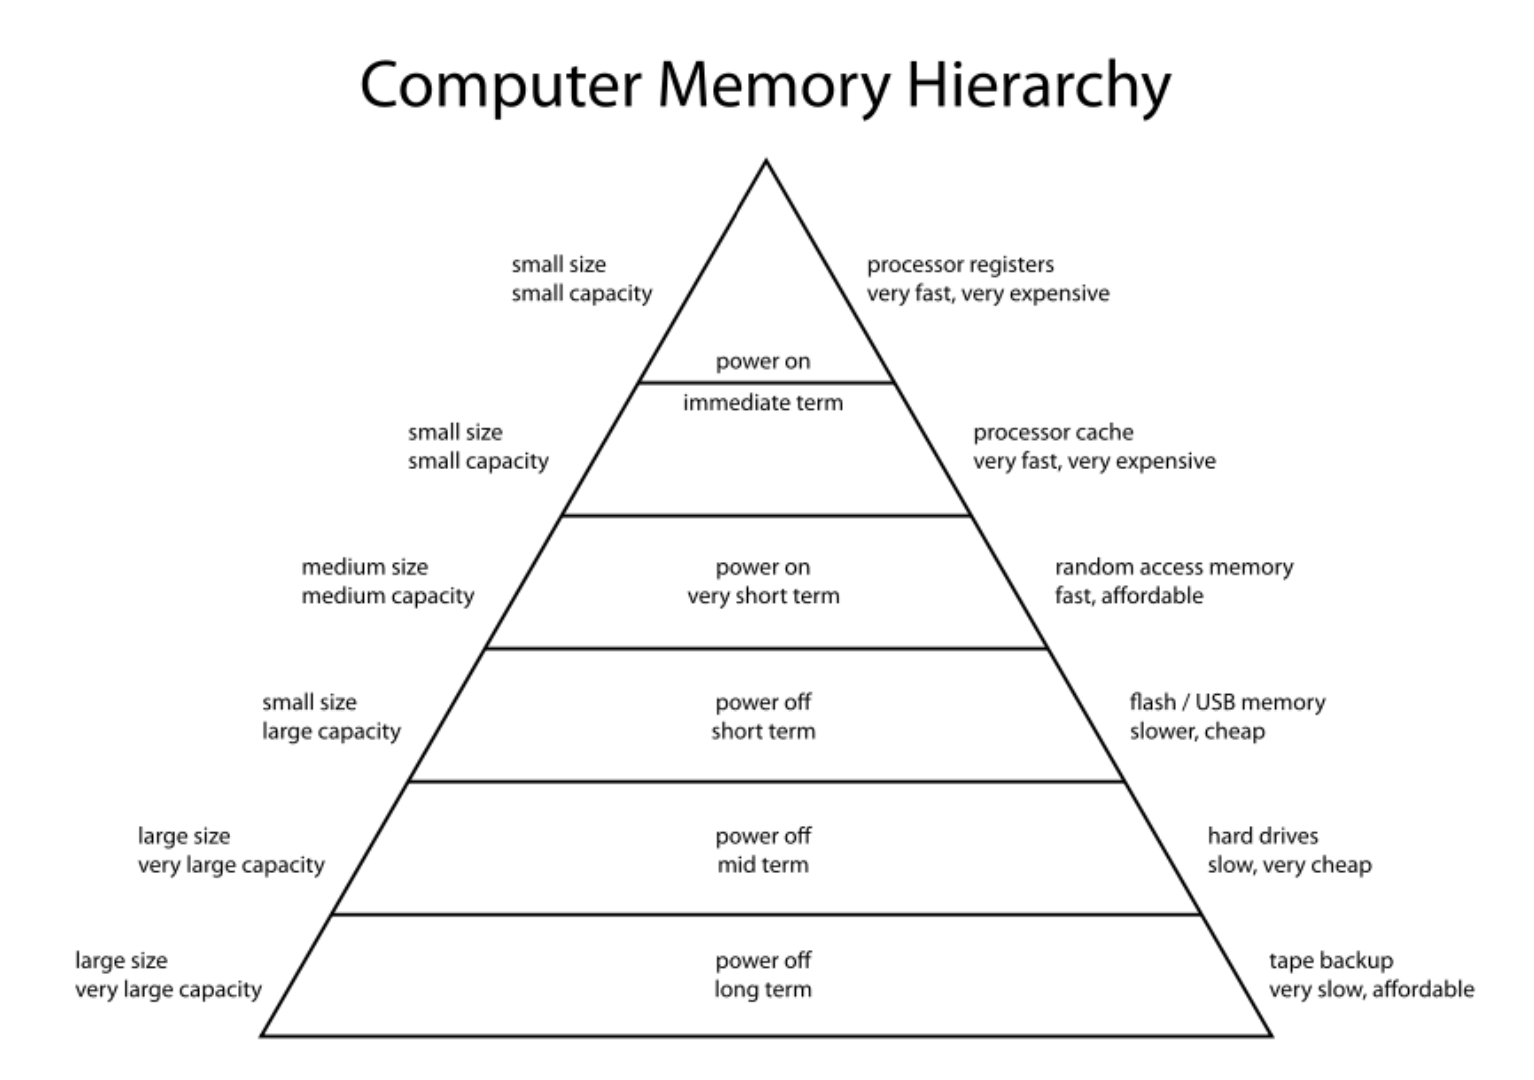 Computer Memory Hierarchy
small size
small capacity
processor registers
very fast, very expensive
power on
immediate term
small size
small capacity
processor cache
very fast, very expensive
medium size
medium capacity
power on
very short term
random access memory
fast, affordable
small size
large capacity
power off
short term
flash / USB memory
slower, cheap
large size
very large capacity
power off
mid term
hard drives
slow, very cheap
large size
very large capacity
power off
long term
tape backup
very slow, affordable